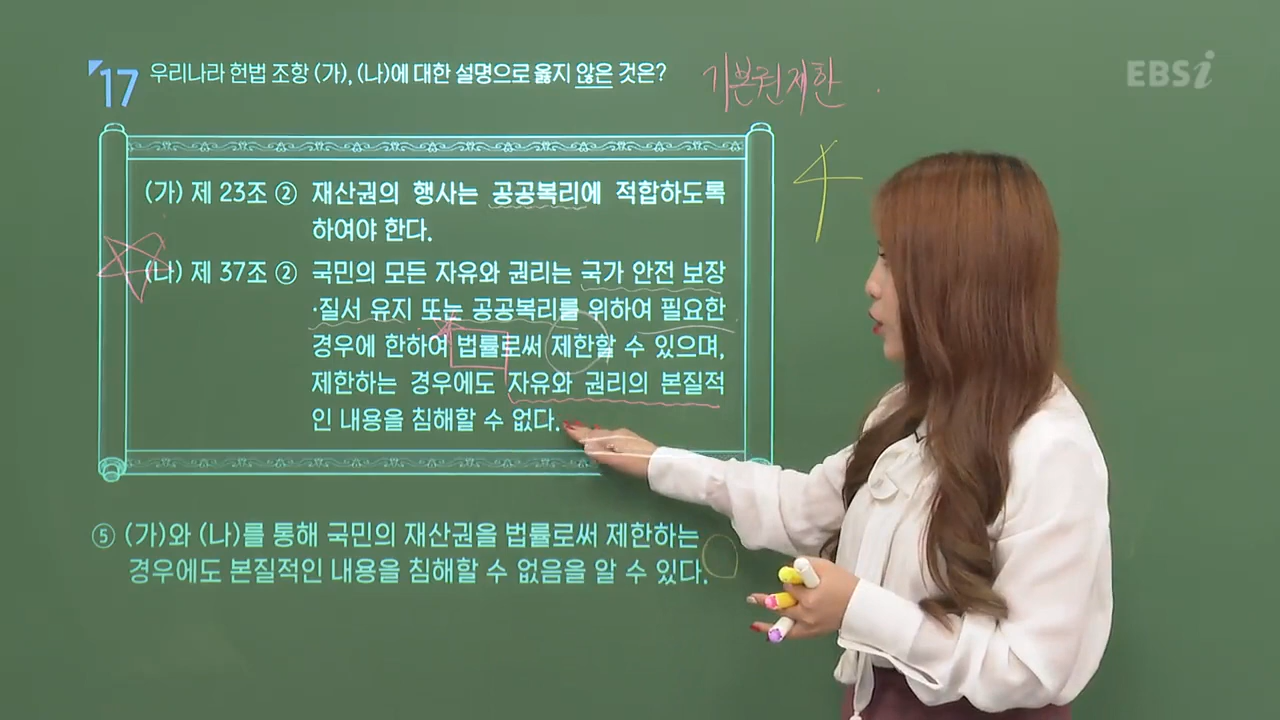 17 우리나라 헌법 조항 (가), (나)에 대한 설명으로 옳지 않은 것은?
기본권제한
EBSi
(가) 제 23조 ② 재산권의 행사는 공공복리에 적합하도록
하여야 한다.
4
(나) 제 37조 ② 국민의 모든 자유와 권리는 국가 안전 보장
·질서 유지 또는 공공복리를 위하여 필요한
경우에 한하여 법률로써 제한할 수 있으며,
제한하는 경우에도 자유와 권리의 본질적
인 내용을 침해할 수 없다.
⑤ (가)와 (나)를 통해 국민의 재산권을 법률로써 제한하는
경우에도 본질적인 내용을 침해할 수 없음을 알 수 있다.